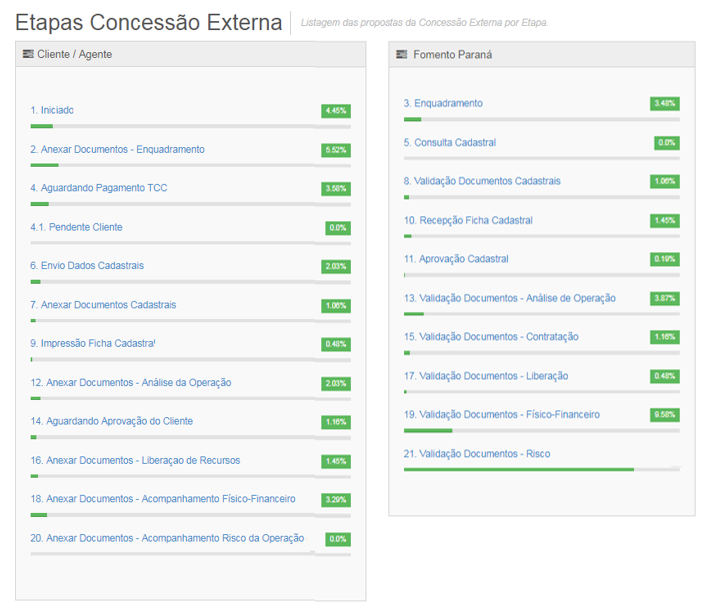 Etapas Concessão Externa
Listagem das propostas da Concessão Externa por Etapa.
Cliente / Agente
1. Iniciado 4.45%
2. Anexar Documentos - Enquadramento 5.52%
4. Aguardando Pagamento TCC 3.58%
4.1. Pendente Cliente 0.0%
6. Envio Dados Cadastrais 2.03%
7. Anexar Documentos Cadastrais 1.06%
9. Impressão Ficha Cadastral 0.48%
12. Anexar Documentos - Análise da Operação 2.03%
14. Aguardando Aprovação do Cliente 1.16%
16. Anexar Documentos - Liberaçao de Recursos 1.45%
18. Anexar Documentos - Acompanhamento Físico-Financeiro 3.29%
20. Anexar Documentos - Acompanhamento Risco da Operação 0.0%
Fomento Paraná
3. Enquadramento 3.48%
5. Consulta Cadastral 0.0%
8. Validação Documentos Cadastrais 1.06%
10. Recepção Ficha Cadastral 1.45%
11. Aprovação Cadastral 0.19%
13. Validação Documentos - Análise de Operação 3.87%
15. Validação Documentos - Contratação 1.16%
17. Validação Documentos - Liberação 0.48%
19. Validação Documentos - Físico-Financeiro 9.58%
21. Validação Documentos - Risco